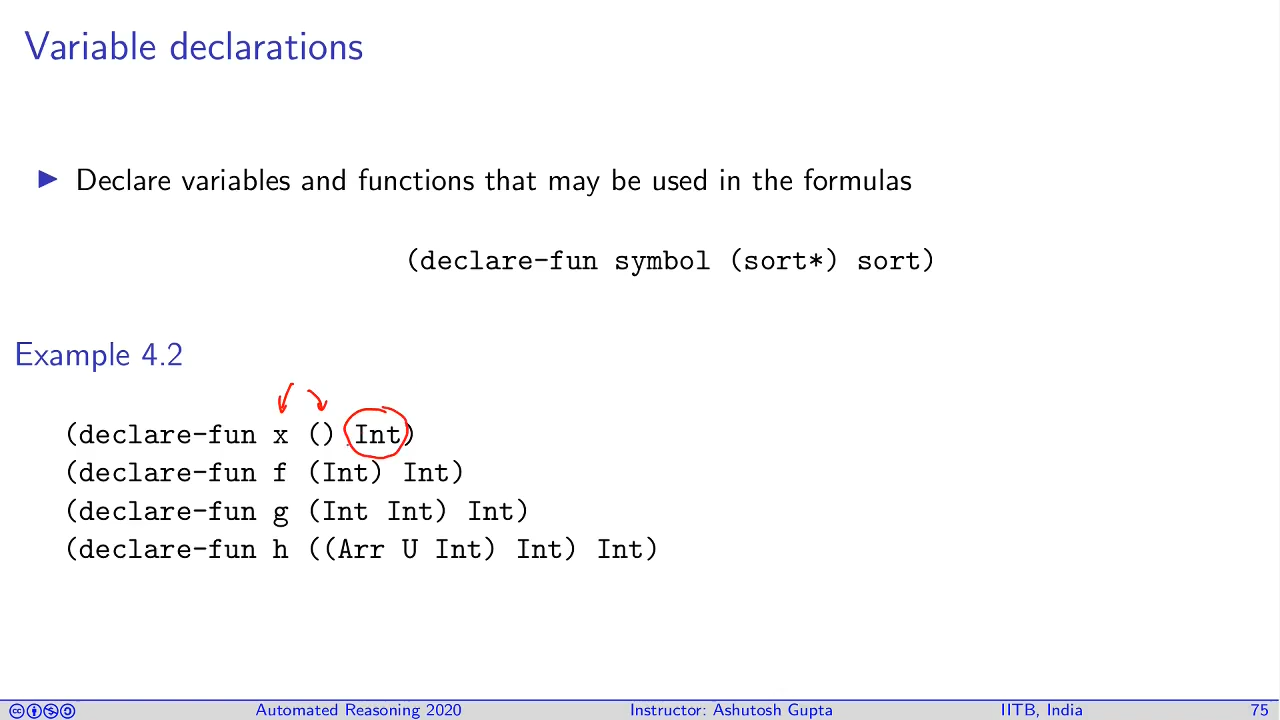 Variable declarations
▶ Declare variables and functions that may be used in the formulas
(declare-fun symbol (sort*) sort)
Example 4.2
(declare-fun x () Int)
(declare-fun f (Int) Int)
(declare-fun g (Int Int) Int)
(declare-fun h ((Arr U Int) Int) Int)
Automated Reasoning 2020 Instructor: Ashutosh Gupta IITB, India 75